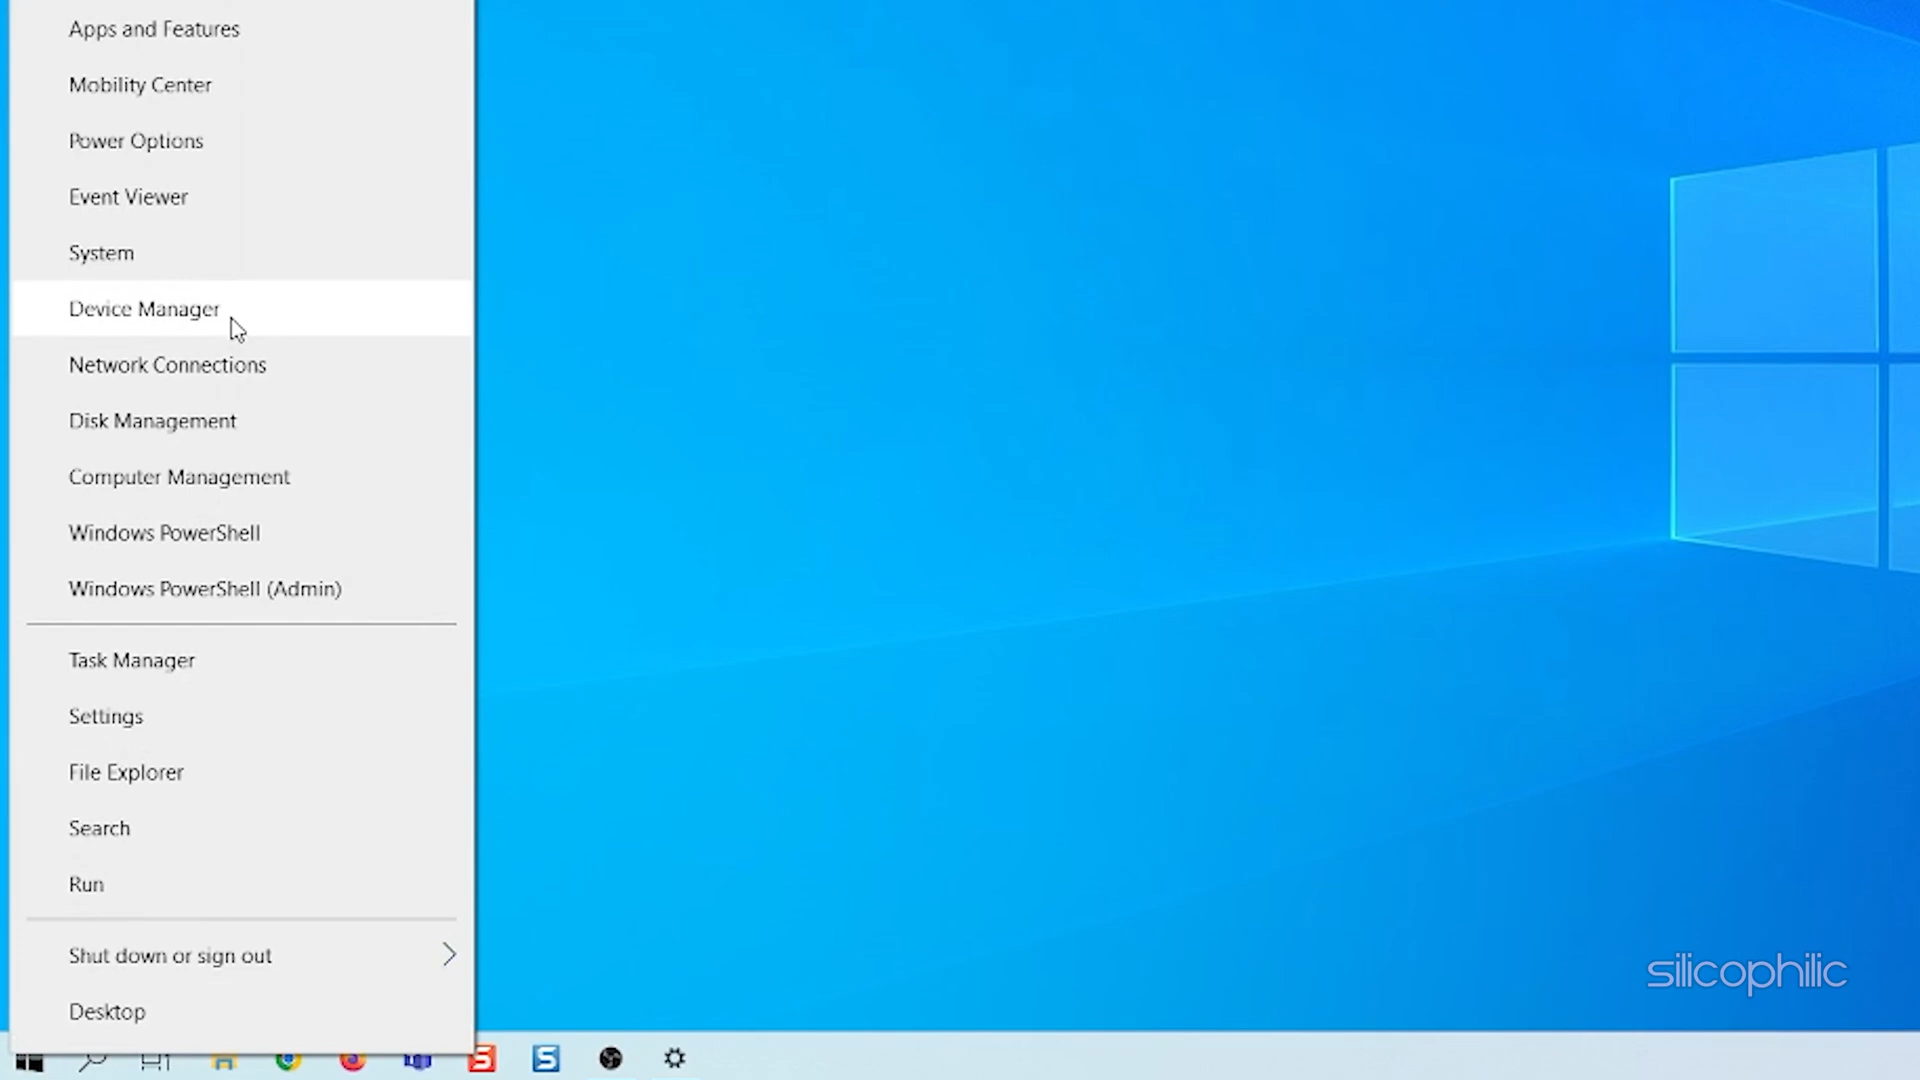 Apps and Features
Mobility Center
Power Options
Event Viewer
System
Device Manager
Network Connections
Disk Management
Computer Management
Windows PowerShell
Windows PowerShell (Admin)
Task Manager
Settings
File Explorer
Search
Run
Shut down or sign out
Desktop
silicophilic
S
S